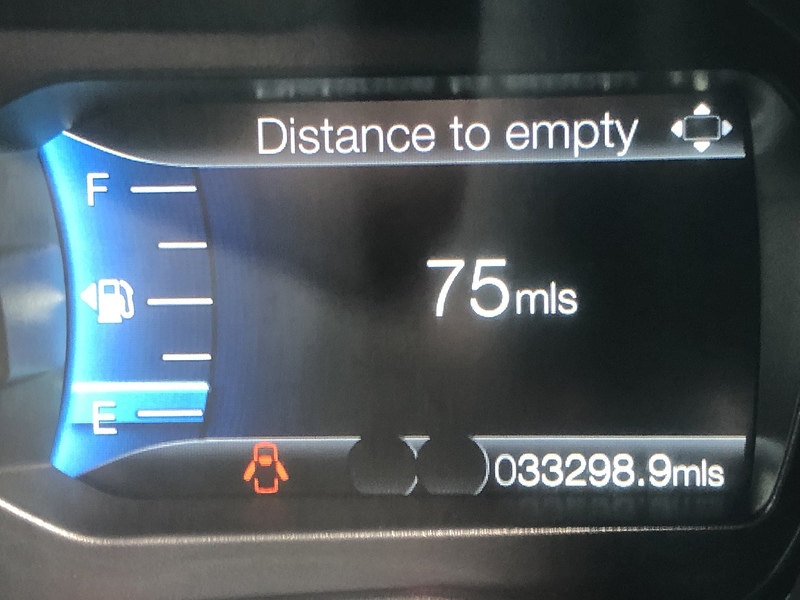 Distance to empty
F
75mls
E
033298.9mls